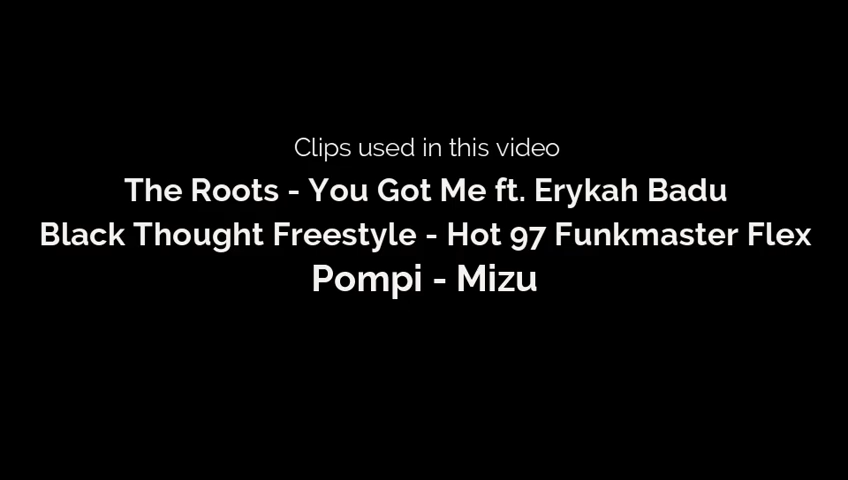 Clips used in this video
The Roots - You Got Me ft. Erykah Badu
Black Thought Freestyle - Hot 97 Funkmaster Flex
Pompi - Mizu